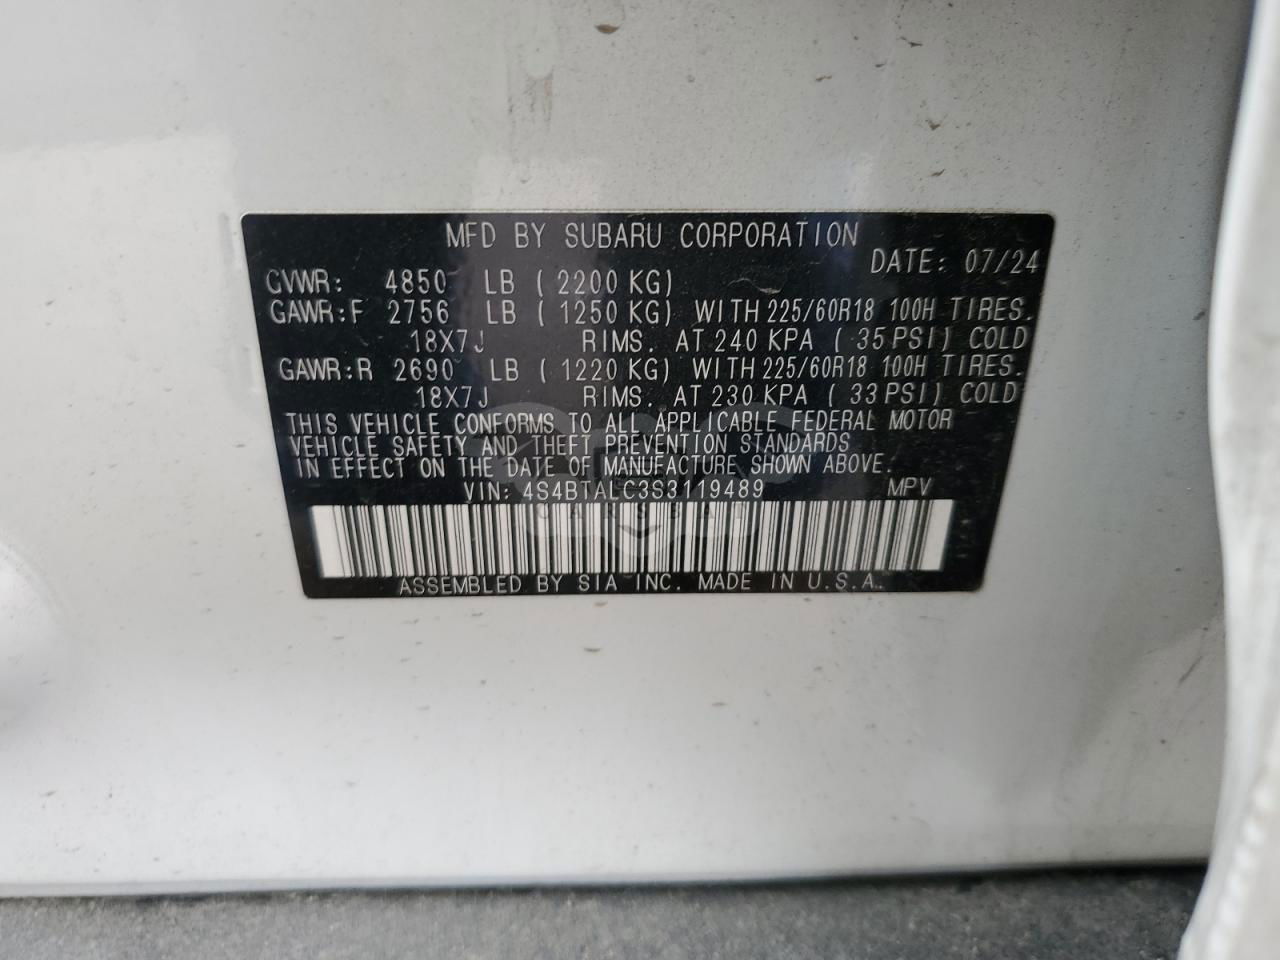 MFD BY SUBARU CORPORATION
DATE: 07/24
GVWR: 4850 LB ( 2200 KG)
GAWR:F 2756 LB ( 1250 KG) WITH 225/60R18 100H TIRES.
18X7J RIMS. AT 240 KPA ( 35 PSI) COLD
GAWR:R 2690 LB ( 1220 KG) WITH 225/60R18 100H TIRES.
18X7J RIMS. AT 230 KPA ( 33 PSI) COLD
THIS VEHICLE CONFORMS TO ALL APPLICABLE FEDERAL MOTOR
VEHICLE SAFETY AND THEFT PREVENTION STANDARDS
IN EFFECT ON THE DATE OF MANUFACTURE SHOWN ABOVE.
VIN: 4S4BTALC3S3119489 MPV
ASSEMBLED BY SIA INC. MADE IN U.S.A.